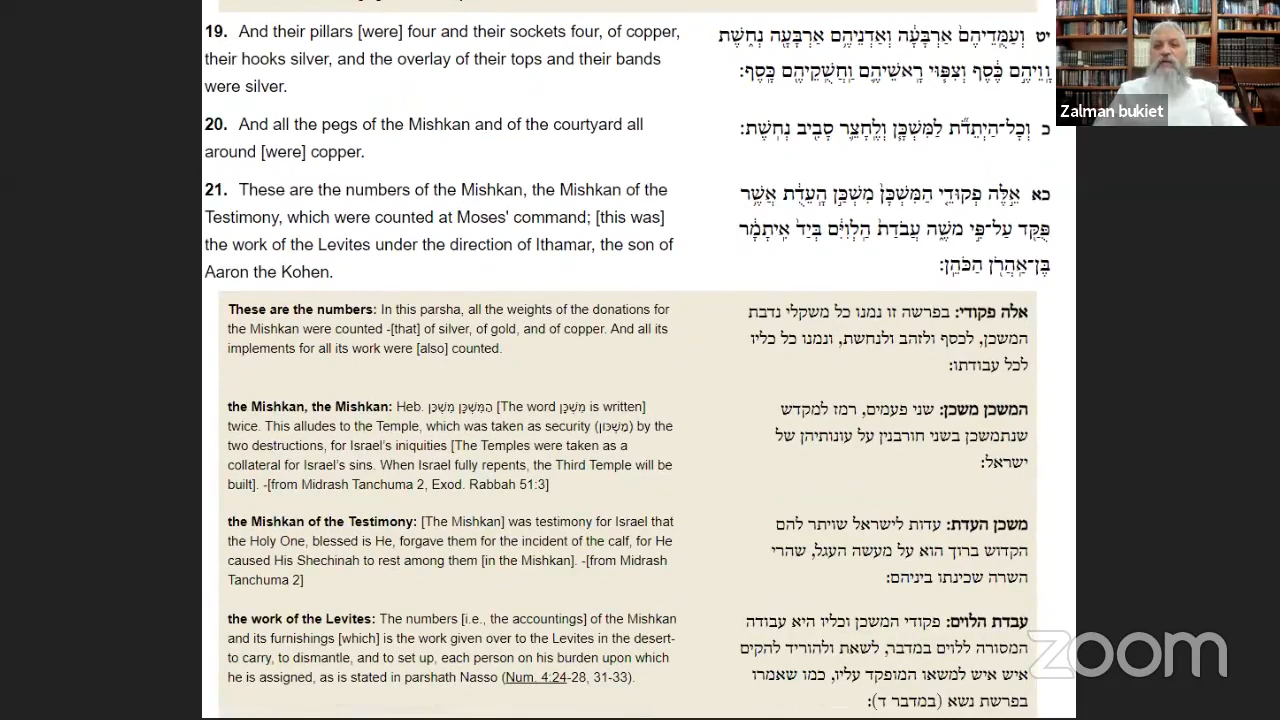 19. And their pillars [were] four and their sockets four, of copper,
their hooks silver, and the overlay of their tops and their bands
were silver.
יט וְעַמֻּדֵיהֶם֙ אַרְבָּעָ֔ה וְאַדְנֵיהֶ֥ם אַרְבָּעָ֖ה נְחֹ֑שֶׁת
וָֽוֵיהֶ֣ם כֶּ֔סֶף וְצִפּ֧וּי רָֽאשֵׁיהֶ֛ם וַֽחֲשֻֽׁקֵיהֶ֖ם כָּֽסֶף:
20. And all the pegs of the Mishkan and of the courtyard all
around [were] copper.
כ וְכָל־הַיְתֵדֹ֞ת לַמִּשְׁכָּ֧ן וְלֶֽחָצֵ֛ר סָבִ֖יב נְחֽשֶׁת:
21. These are the numbers of the Mishkan, the Mishkan of the
Testimony, which were counted at Moses' command; [this was]
the work of the Levites under the direction of Ithamar, the son of
Aaron the Kohen.
כא אֵ֣לֶּה פְקוּדֵ֤י הַמִּשְׁכָּן֙ מִשְׁכַּ֣ן הָֽעֵדֻ֔ת אֲשֶׁ֥ר
פֻּקַּ֖ד עַל־פִּ֣י משֶׁ֑ה עֲבֹדַת֙ הַֽלְוִיִּ֔ם בְּיַד֙ אִֽיתָמָ֔ר
בֶּן־אַֽהֲרֹ֖ן הַכֹּהֵֽן:
These are the numbers: In this parsha, all the weights of the donations for
the Mishkan were counted -[that] of silver, of gold, and of copper. And all its
implements for all its work were [also] counted.
אלה פקודי: בפרשה זו נמנו כל משקלי נדבת
המשכן, לכסף ולזהב ולנחשת, ונמנו כל כליו
לכל עבודתו:
the Mishkan, the Mishkan: Heb. הַמִּשְׁכָּן מִשְׁכַּן [The word מִשְׁכָּן is written]
twice. This alludes to the Temple, which was taken as security (מַשְׁכּוֹן) by the
two destructions, for Israel's iniquities [The Temples were taken as a
collateral for Israel's sins. When Israel fully repents, the Third Temple will be
built]. -[from Midrash Tanchuma 2, Exod. Rabbah 51:3]
המשכן משכן: שני פעמים, רמז למקדש
שנתמשכן בשני חורבנין על עונותיהן של
ישראל:
the Mishkan of the Testimony: [The Mishkan] was testimony for Israel that
the Holy One, blessed is He, forgave them for the incident of the calf, for He
caused His Shechinah to rest among them [in the Mishkan]. -[from Midrash
Tanchuma 2]
משכן העדת: עדות לישראל שויתר להם
הקדוש ברוך הוא על מעשה העגל, שהרי
השרה שכינתו ביניהם:
the work of the Levites: The numbers [i.e., the accountings] of the Mishkan
and its furnishings [which] is the work given over to the Levites in the desert-
to carry, to dismantle, and to set up, each person on his burden upon which
he is assigned, as is stated in parshath Nasso (Num. 4:24-28, 31-33).
עבדת הלוים: פקודי המשכן וכליו היא עבודה
המסורה ללוים במדבר, לשאת ולהוריד להקים
איש איש למשאו המופקד עליו, כמו שאמרו
בפרשת נשא (במדבר ד):
Zalman bukiet
zoom